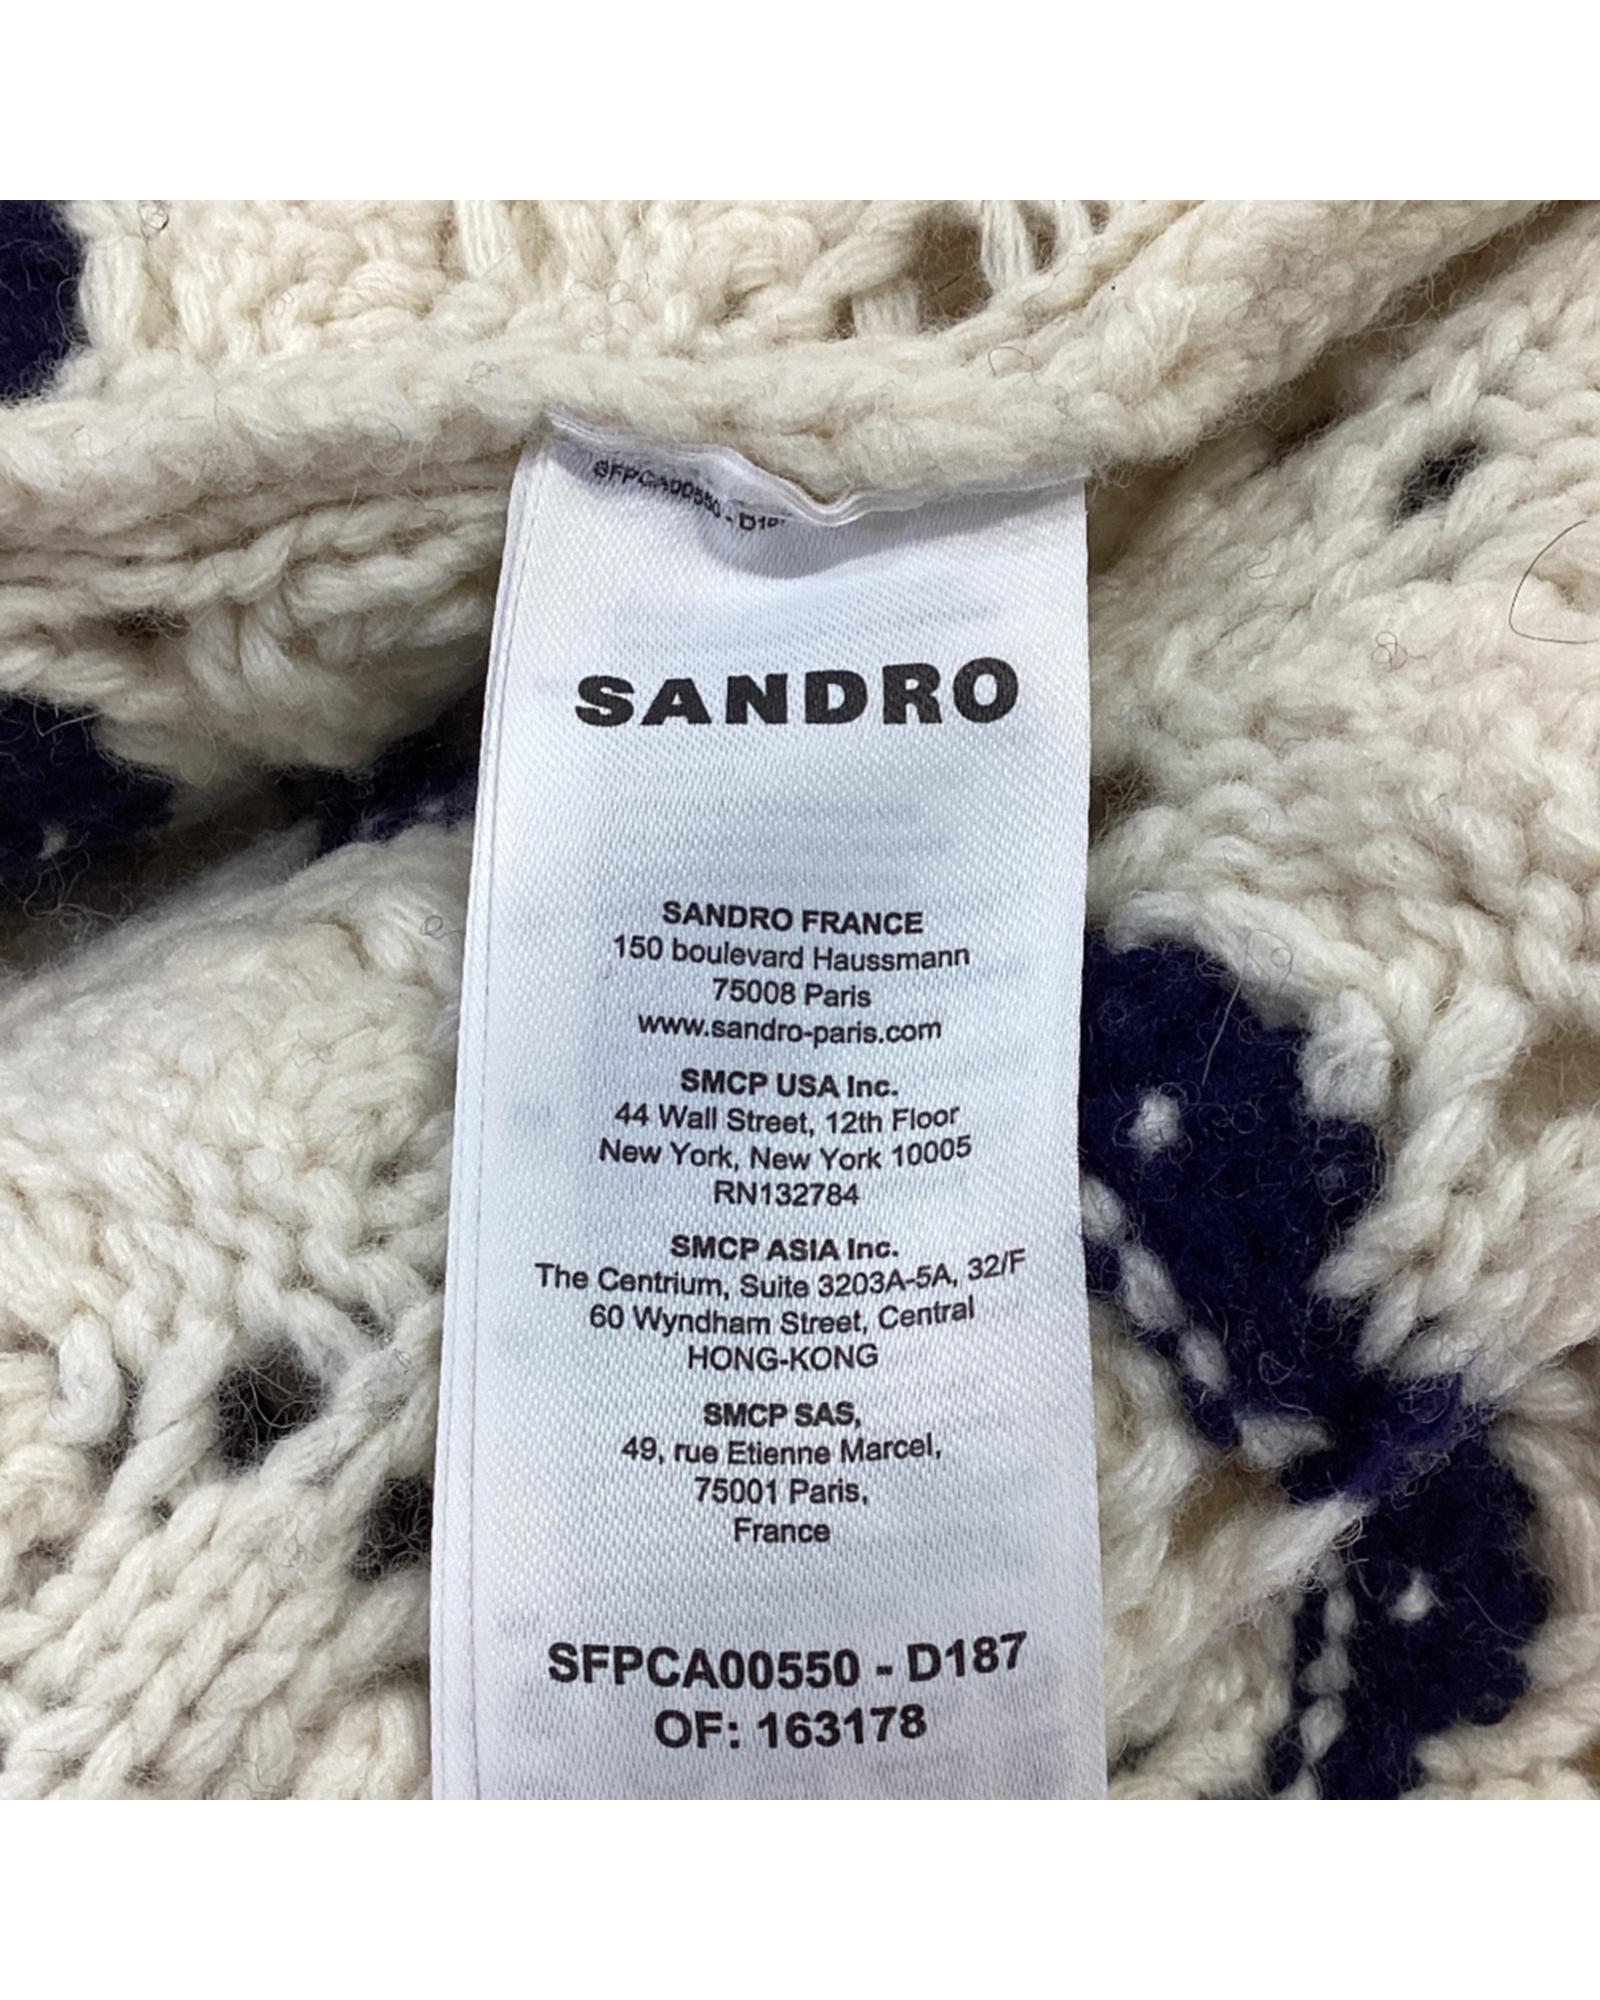 SFPCA00550 - D187
SANDRO
SANDRO FRANCE
150 boulevard Haussmann
75008 Paris
www.sandro-paris.com
SMCP USA Inc.
44 Wall Street, 12th Floor
New York, New York 10005
RN132784
SMCP ASIA Inc.
The Centrium, Suite 3203A-5A, 32/F
60 Wyndham Street, Central
HONG-KONG
SMCP SAS,
49, rue Etienne Marcel,
75001 Paris,
France
SFPCA00550 - D187
OF: 163178